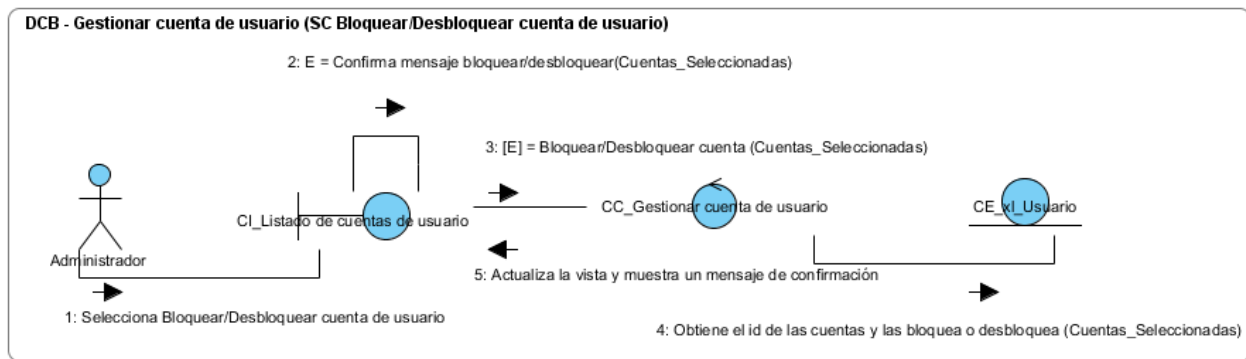 DCB - Gestionar cuenta de usuario (SC Bloquear/Desbloquear cuenta de usuario)
2: E = Confirma mensaje bloquear/desbloquear(Cuentas_Seleccionadas)
3: [E] = Bloquear/Desbloquear cuenta (Cuentas_Seleccionadas)
CI_Listado de cuentas de usuario
CC_Gestionar cuenta de usuario
CE_xl_Usuario
Administrador
5: Actualiza la vista y muestra un mensaje de confirmación
1: Selecciona Bloquear/Desbloquear cuenta de usuario
4: Obtiene el id de las cuentas y las bloquea o desbloquea (Cuentas_Seleccionadas)